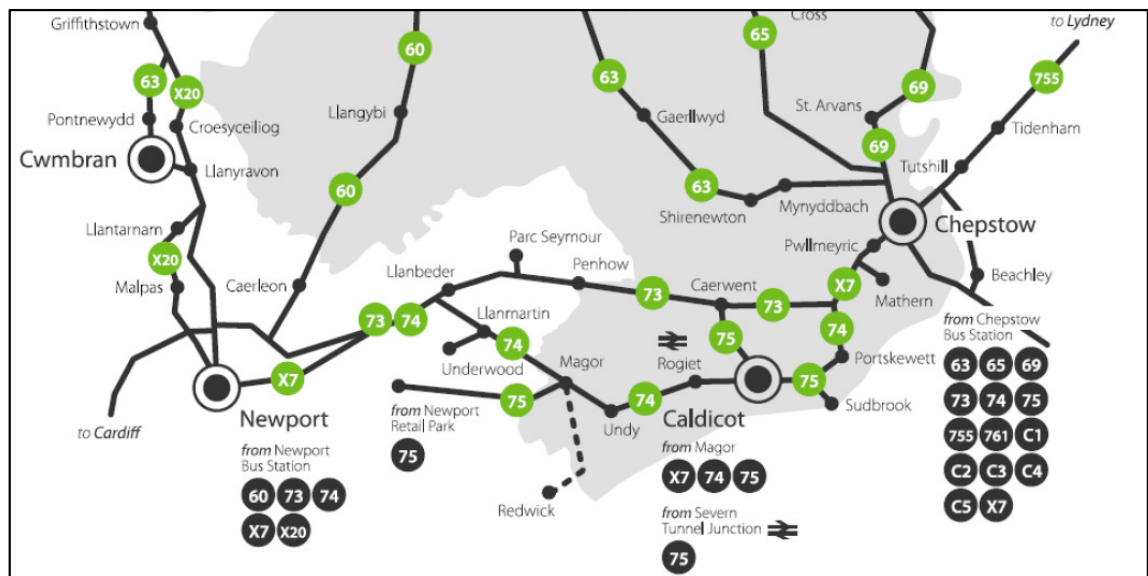 Griffithstown
Cross
to Lydney
60
65
63
X20
63
69
755
Pontnewydd
Croesyceiliog
Llangybi
Gaerllwyd
St. Arvans
Tidenham
Cwmbran
69
Llanyravon
60
63
Tutshill
Shirenewton
Mynyddbach
Chepstow
Llantarnam
Parc Seymour
Pwllmeyric
X20
Malpas
Caerleon
Llanbeder
Penhow
Caerwent
X7
Mathern
Beachley
73
74
Llanmartin
73
73
74
75
74
Underwood
Magor
Rogiet
Portskewett
X7
75
74
75
Sudbrook
Newport
Undy
Caldicot
to Cardiff
from Newport
Bus Station
60 73 74
X7 X20
from Newport
Retail Park
75
Redwick
from Magor
X7 74 75
from Severn
Tunnel Junction
75
from Chepstow
Bus Station
63 65 69
73 74 75
755 761 C1
C2 C3 C4
C5 X7